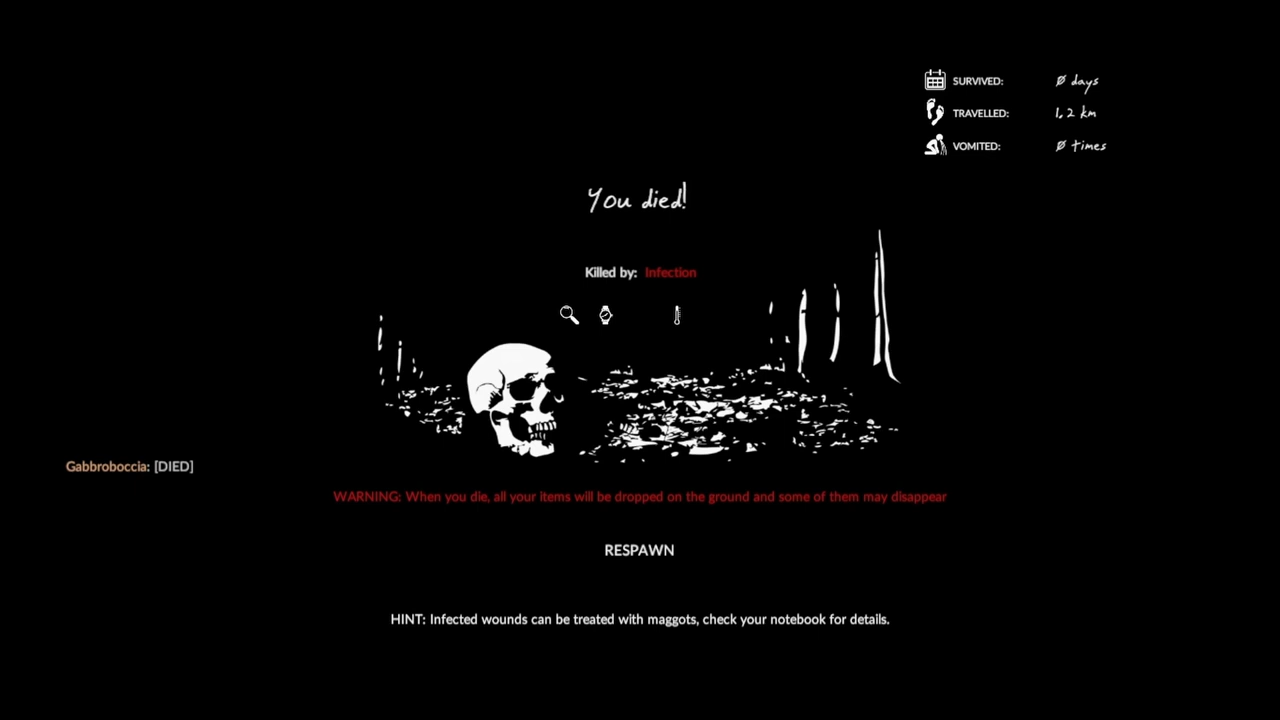 SURVIVED: Ø days
TRAVELLED: 1.2 km
VOMITED: Ø times
You died!
Killed by: Infection
Gabbroboccia: [DIED]
WARNING: When you die, all your items will be dropped on the ground and some of them may disappear
RESPAWN
HINT: Infected wounds can be treated with maggots, check your notebook for details.